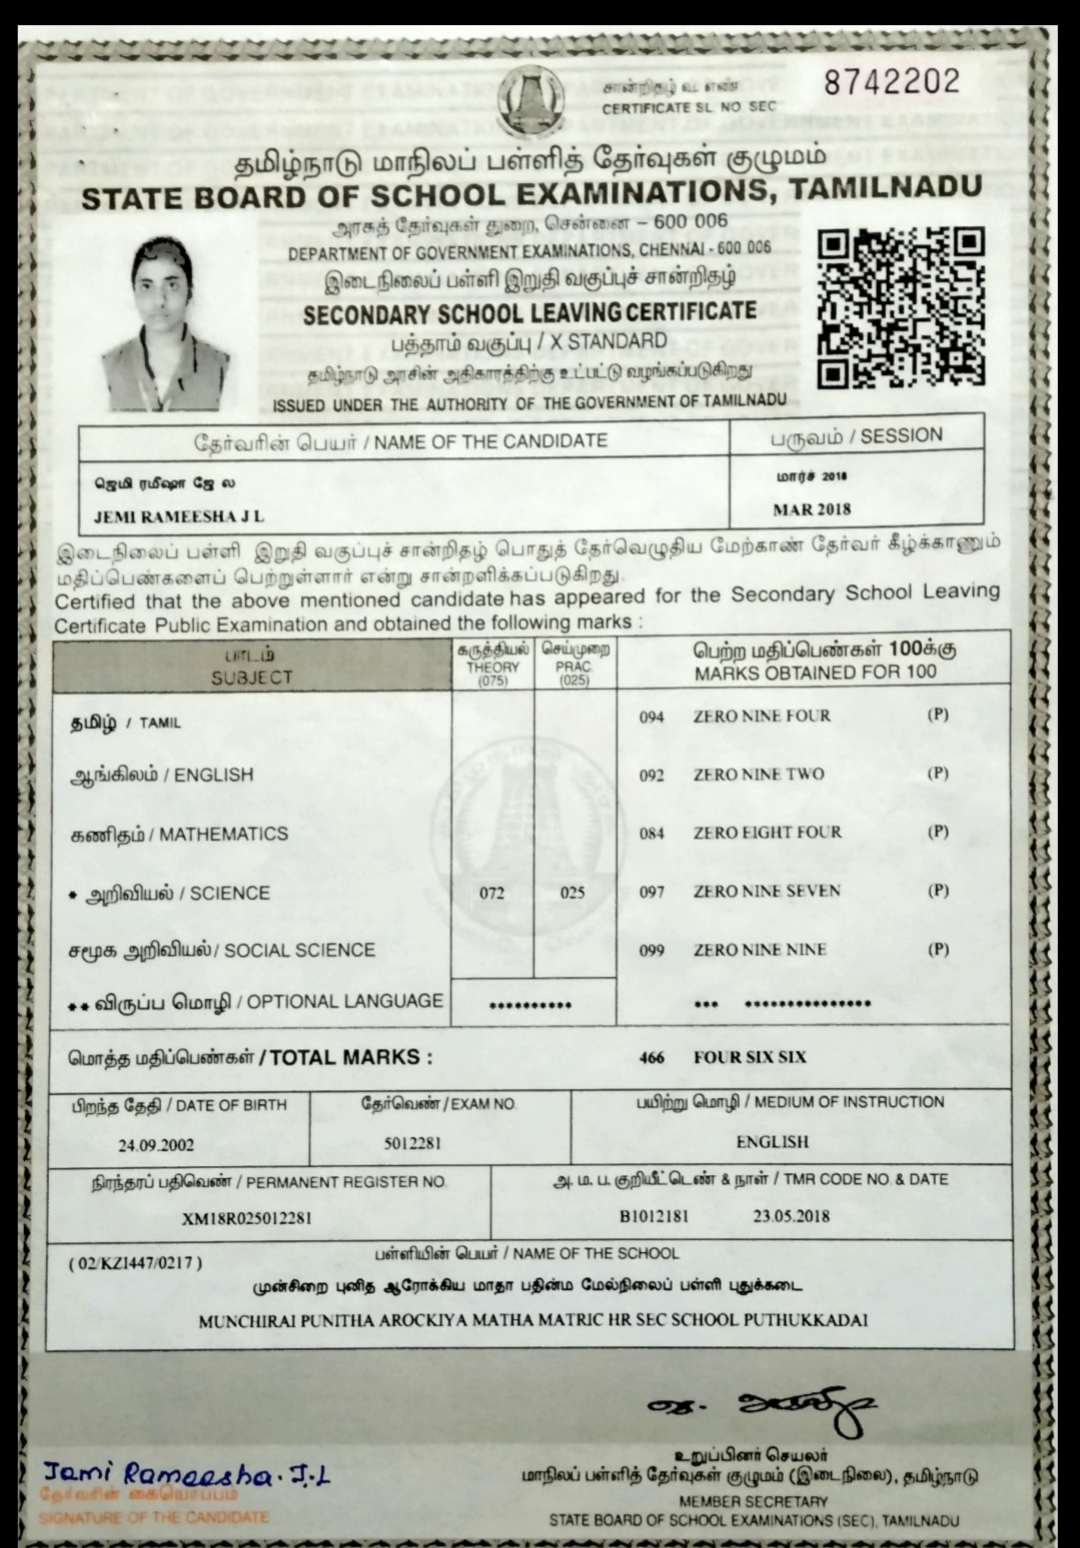 சான்றிதழ் வ. எண்
CERTIFICATE SL. NO. SEC
8742202
தமிழ்நாடு மாநிலப் பள்ளித் தேர்வுகள் குழுமம்
STATE BOARD OF SCHOOL EXAMINATIONS, TAMILNADU
அரசுத் தேர்வுகள் துறை, சென்னை – 600 006
DEPARTMENT OF GOVERNMENT EXAMINATIONS, CHENNAI - 600 006
இடைநிலைப் பள்ளி இறுதி வகுப்புச் சான்றிதழ்
SECONDARY SCHOOL LEAVING CERTIFICATE
பத்தாம் வகுப்பு / X STANDARD
தமிழ்நாடு அரசின் அதிகாரத்திற்கு உட்பட்டு வழங்கப்படுகிறது
ISSUED UNDER THE AUTHORITY OF THE GOVERNMENT OF TAMILNADU
தேர்வரின் பெயர் / NAME OF THE CANDIDATE
பருவம் / SESSION
ஜெமி ரமீஷா ஜே ல
மார்ச் 2018
JEMI RAMEESHA J L
MAR 2018
இடைநிலைப் பள்ளி இறுதி வகுப்புச் சான்றிதழ் பொதுத் தேர்வெழுதிய மேற்காண் தேர்வர் கீழ்க்காணும்
மதிப்பெண்களைப் பெற்றுள்ளார் என்று சான்றளிக்கப்படுகிறது.
Certified that the above mentioned candidate has appeared for the Secondary School Leaving
Certificate Public Examination and obtained the following marks :
பாடம்
SUBJECT
கருத்தியல்
THEORY
(075)
செய்முறை
PRAC
(025)
பெற்ற மதிப்பெண்கள் 100க்கு
MARKS OBTAINED FOR 100
தமிழ் / TAMIL 094 ZERO NINE FOUR (P)
ஆங்கிலம் / ENGLISH 092 ZERO NINE TWO (P)
கணிதம் / MATHEMATICS 084 ZERO EIGHT FOUR (P)
* அறிவியல் / SCIENCE 072 025 097 ZERO NINE SEVEN (P)
சமூக அறிவியல்/ SOCIAL SCIENCE 099 ZERO NINE NINE (P)
** விருப்ப மொழி / OPTIONAL LANGUAGE ********** *** ***************
மொத்த மதிப்பெண்கள் / TOTAL MARKS : 466 FOUR SIX SIX
பிறந்த தேதி / DATE OF BIRTH
தேர்வெண் / EXAM NO.
பயிற்று மொழி / MEDIUM OF INSTRUCTION
24.09.2002
5012281
ENGLISH
நிரந்தரப் பதிவெண் / PERMANENT REGISTER NO.
அ. ம. ப. குறியீட்டெண் & நாள் / TMR CODE NO. & DATE
XM18R025012281
B1012181 23.05.2018
( 02/KZ1447/0217 )
பள்ளியின் பெயர் / NAME OF THE SCHOOL
முன்சிறை புனித ஆரோக்கிய மாதா பதின்ம மேல்நிலைப் பள்ளி புதுக்கடை
MUNCHIRAI PUNITHA AROCKIYA MATHA MATRIC HR SEC SCHOOL PUTHUKKADAI
Jemi Rameesha. J.L
தேர்வரின் கையொப்பம்
SIGNATURE OF THE CANDIDATE
உறுப்பினர் செயலர்
மாநிலப் பள்ளித் தேர்வுகள் குழுமம் (இடைநிலை), தமிழ்நாடு
MEMBER SECRETARY
STATE BOARD OF SCHOOL EXAMINATIONS (SEC), TAMILNADU